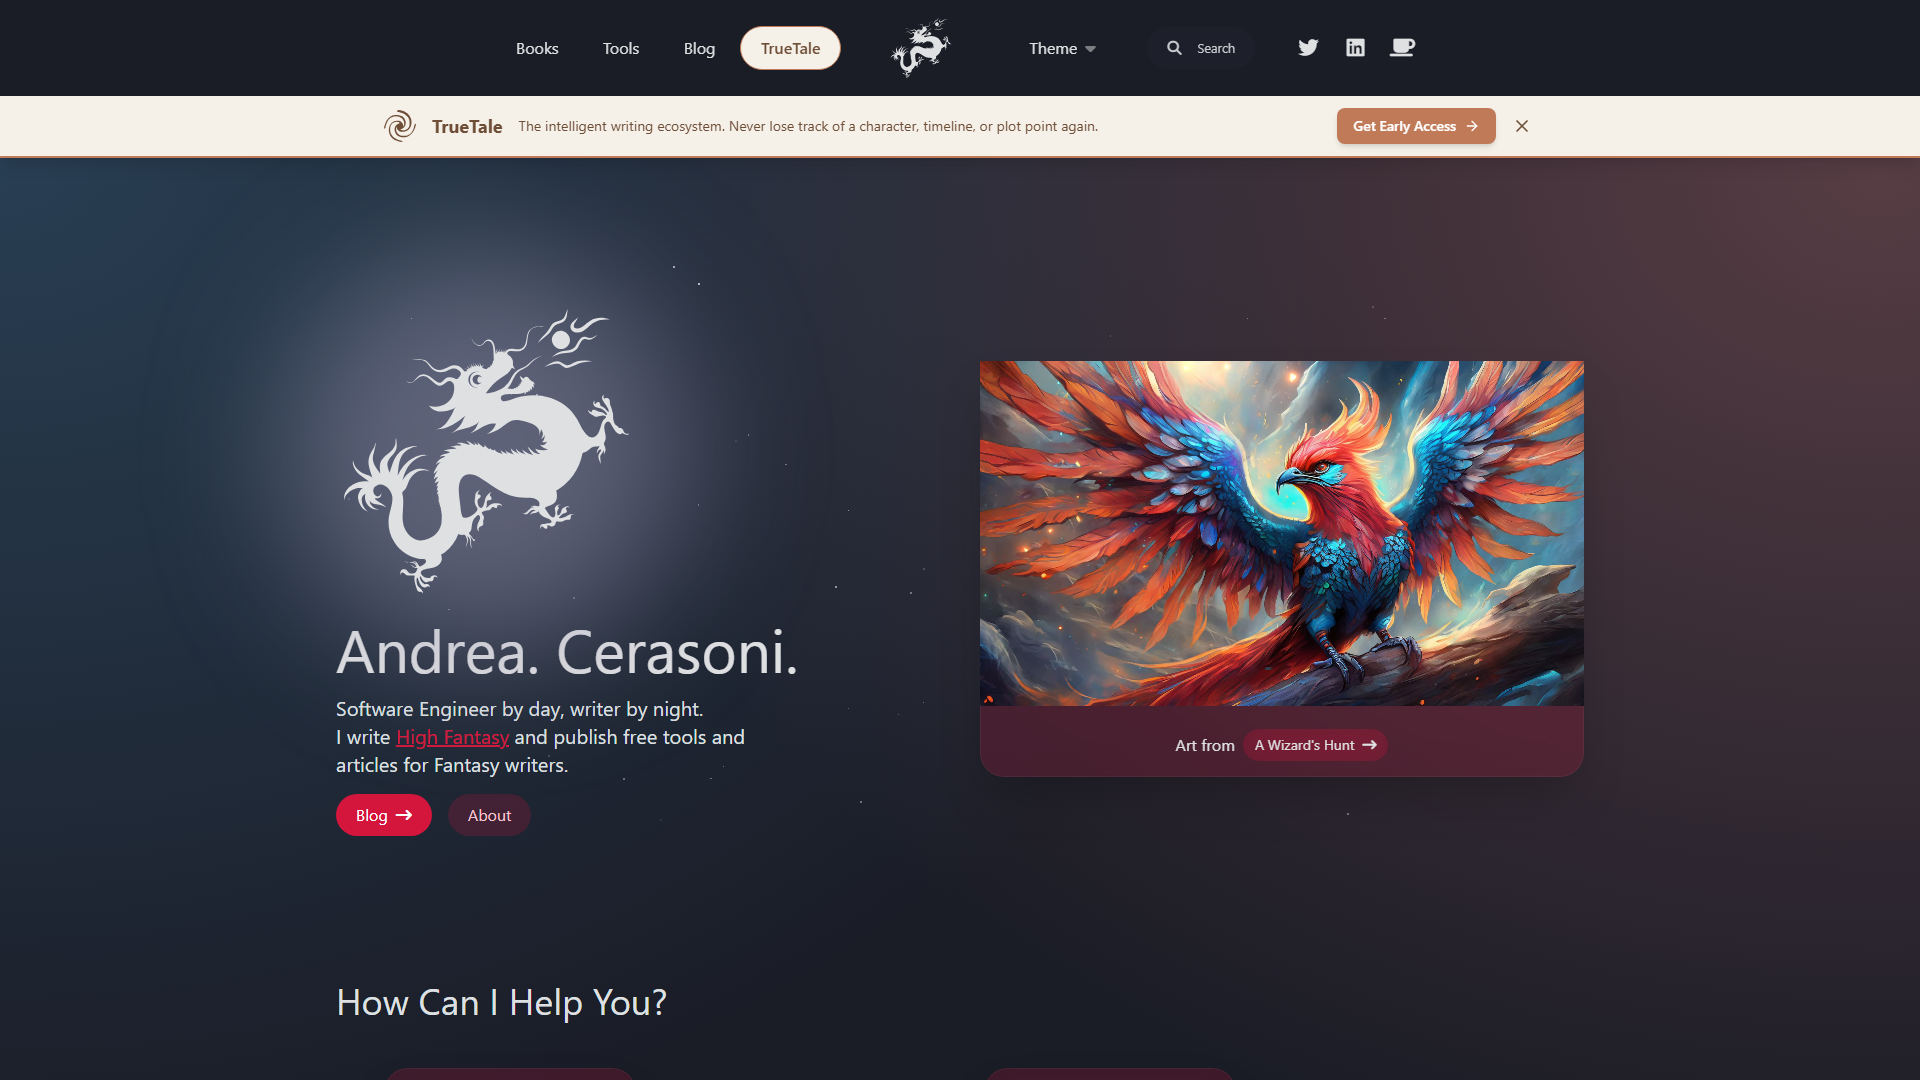 Books
Tools
Blog
TrueTale
Theme
Search
TrueTale
The intelligent writing ecosystem. Never lose track of a character, timeline, or plot point again.
Get Early Access
Andrea. Cerasoni.
Software Engineer by day, writer by night.
I write High Fantasy and publish free tools and
articles for Fantasy writers.
Blog
About
Art from
A Wizard's Hunt
How Can I Help You?